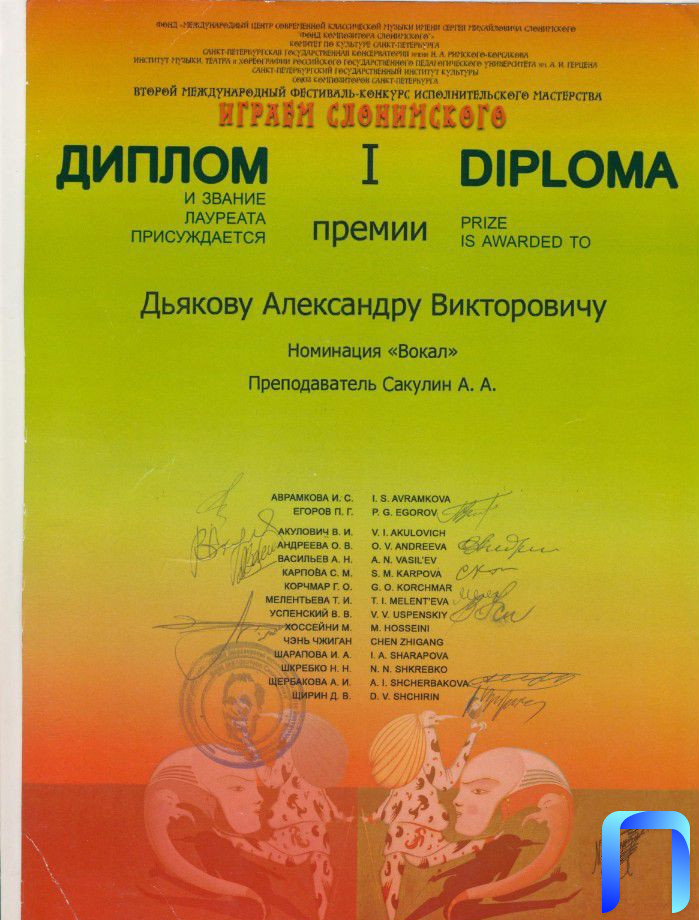 ФОНД «МЕЖДУНАРОДНЫЙ ЦЕНТР СОВРЕМЕННОЙ КЛАССИЧЕСКОЙ МУЗЫКИ ИМЕНИ СЕРГЕЯ МИХАЙЛОВИЧА СЛОНИМСКОГО
"ФОНД КОМПОЗИТОРА СЛОНИМСКОГО"»
КОМИТЕТ ПО КУЛЬТУРЕ САНКТ-ПЕТЕРБУРГА
САНКТ-ПЕТЕРБУРГСКАЯ ГОСУДАРСТВЕННАЯ КОНСЕРВАТОРИЯ ИМЕНИ Н. А. РИМСКОГО-КОРСАКОВА
ИНСТИТУТ МУЗЫКИ, ТЕАТРА И ХОРЕОГРАФИИ РОССИЙСКОГО ГОСУДАРСТВЕННОГО ПЕДАГОГИЧЕСКОГО УНИВЕРСИТЕТА ИМ. А. И. ГЕРЦЕНА
САНКТ-ПЕТЕРБУРГСКИЙ ГОСУДАРСТВЕННЫЙ ИНСТИТУТ КУЛЬТУРЫ
СОЮЗ КОМПОЗИТОРОВ САНКТ-ПЕТЕРБУРГА
ВТОРОЙ МЕЖДУНАРОДНЫЙ ФЕСТИВАЛЬ-КОНКУРС ИСПОЛНИТЕЛЬСКОГО МАСТЕРСТВА
ИГРАЕМ СЛОНИМСКОГО
ДИПЛОМ I DIPLOMA
И ЗВАНИЕ
ЛАУРЕАТА
ПРИСУЖДАЕТСЯ
премии
PRIZE
IS AWARDED TO
Дьякову Александру Викторовичу
Номинация «Вокал»
Преподаватель Сакулин А. А.
АВРАМКОВА И. С. I. S. AVRAMKOVA
ЕГОРОВ П. Г. P. G. EGOROV
АКУЛОВИЧ В. И. V. I. AKULOVICH
АНДРЕЕВА О. В. O. V. ANDREEVA
ВАСИЛЬЕВ А. Н. A. N. VASIL'EV
КАРПОВА С. М. S. M. KARPOVA
КОРЧМАР Г. О. G. O. KORCHMAR
МЕЛЕНТЬЕВА Т. И. T. I. MELENT'EVA
УСПЕНСКИЙ В. В. V. V. USPENSKIY
ХОССЕЙНИ М. M. HOSSEINI
ЧЭНЬ ЧЖИГАН CHEN ZHIGANG
ШАРАПОВА И. А. I. A. SHARAPOVA
ШКРЕБКО Н. Н. N. N. SHKREBKO
ЩЕРБАКОВА А. И. A. I. SHCHERBAKOVA
ЩИРИН Д. В. D. V. SHCHIRIN